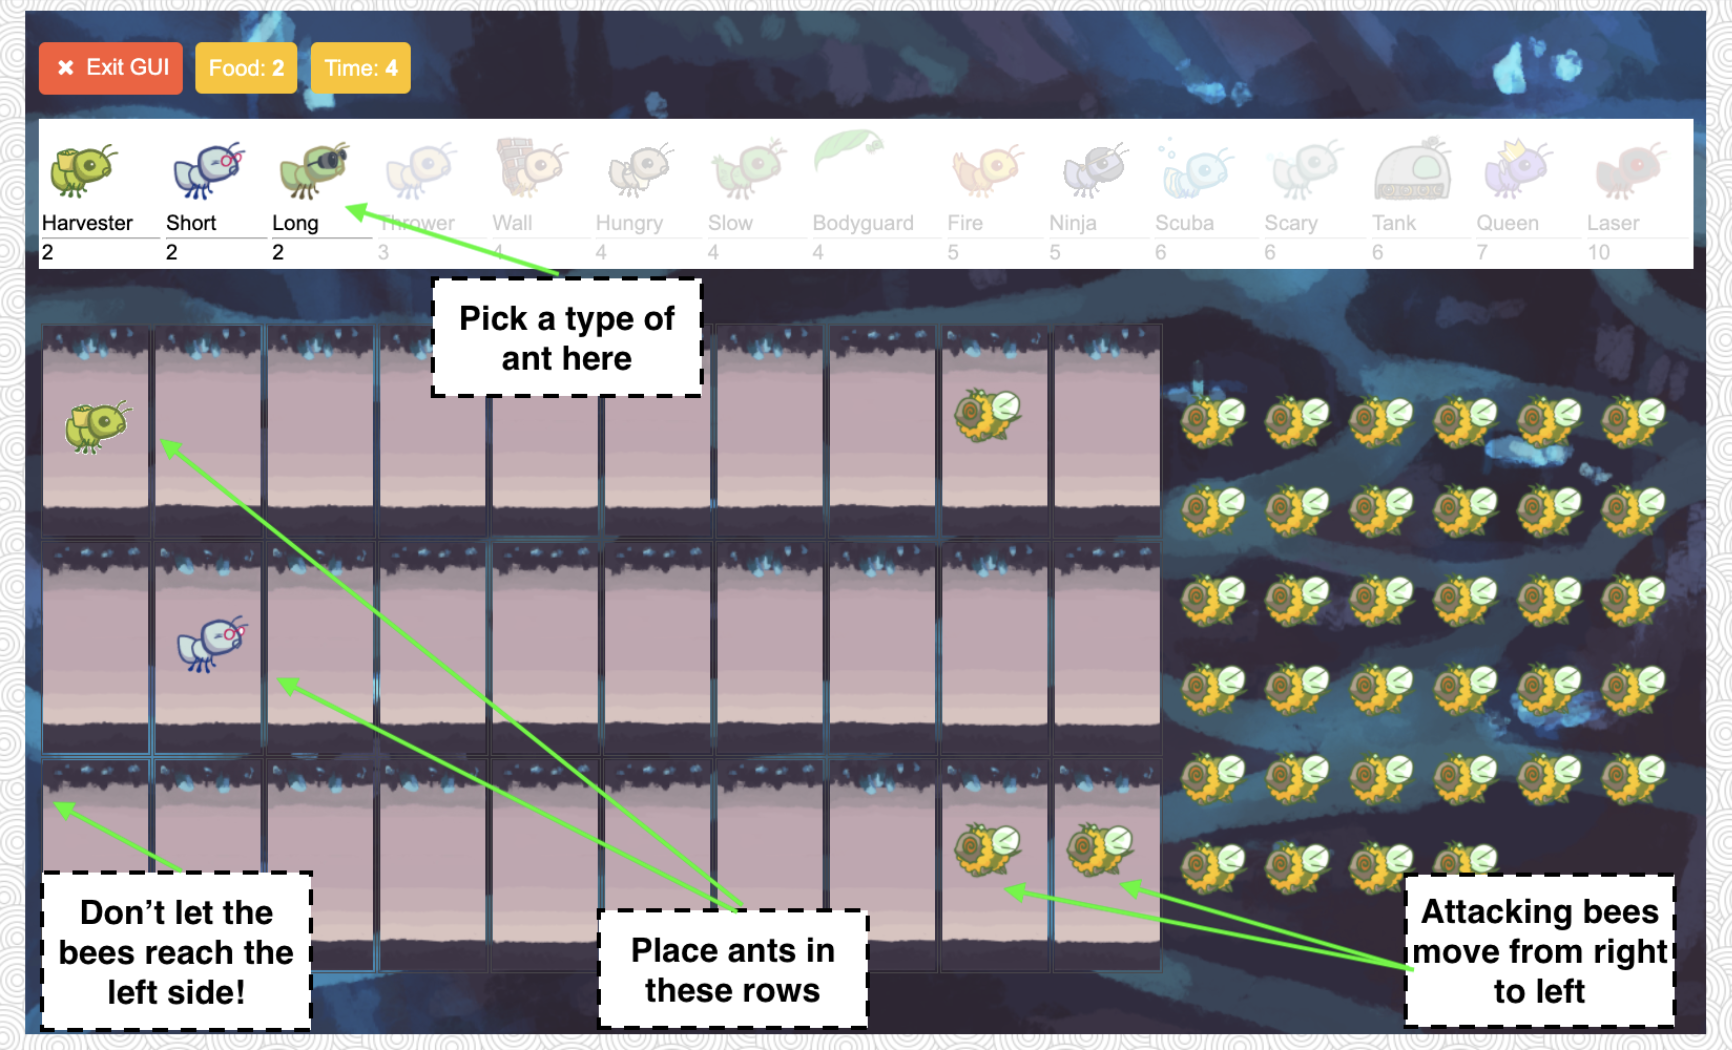 ✖ Exit GUI Food: 2 Time: 4
Harvester Short Long Thrower Wall Hungry Slow Bodyguard Fire Ninja Scuba Scary Tank Queen Laser
2 2 2 3 4 4 4 4 5 5 6 6 6 7 10
Pick a type of
ant here
Don't let the
bees reach the
left side!
Place ants in
these rows
Attacking bees
move from right
to left